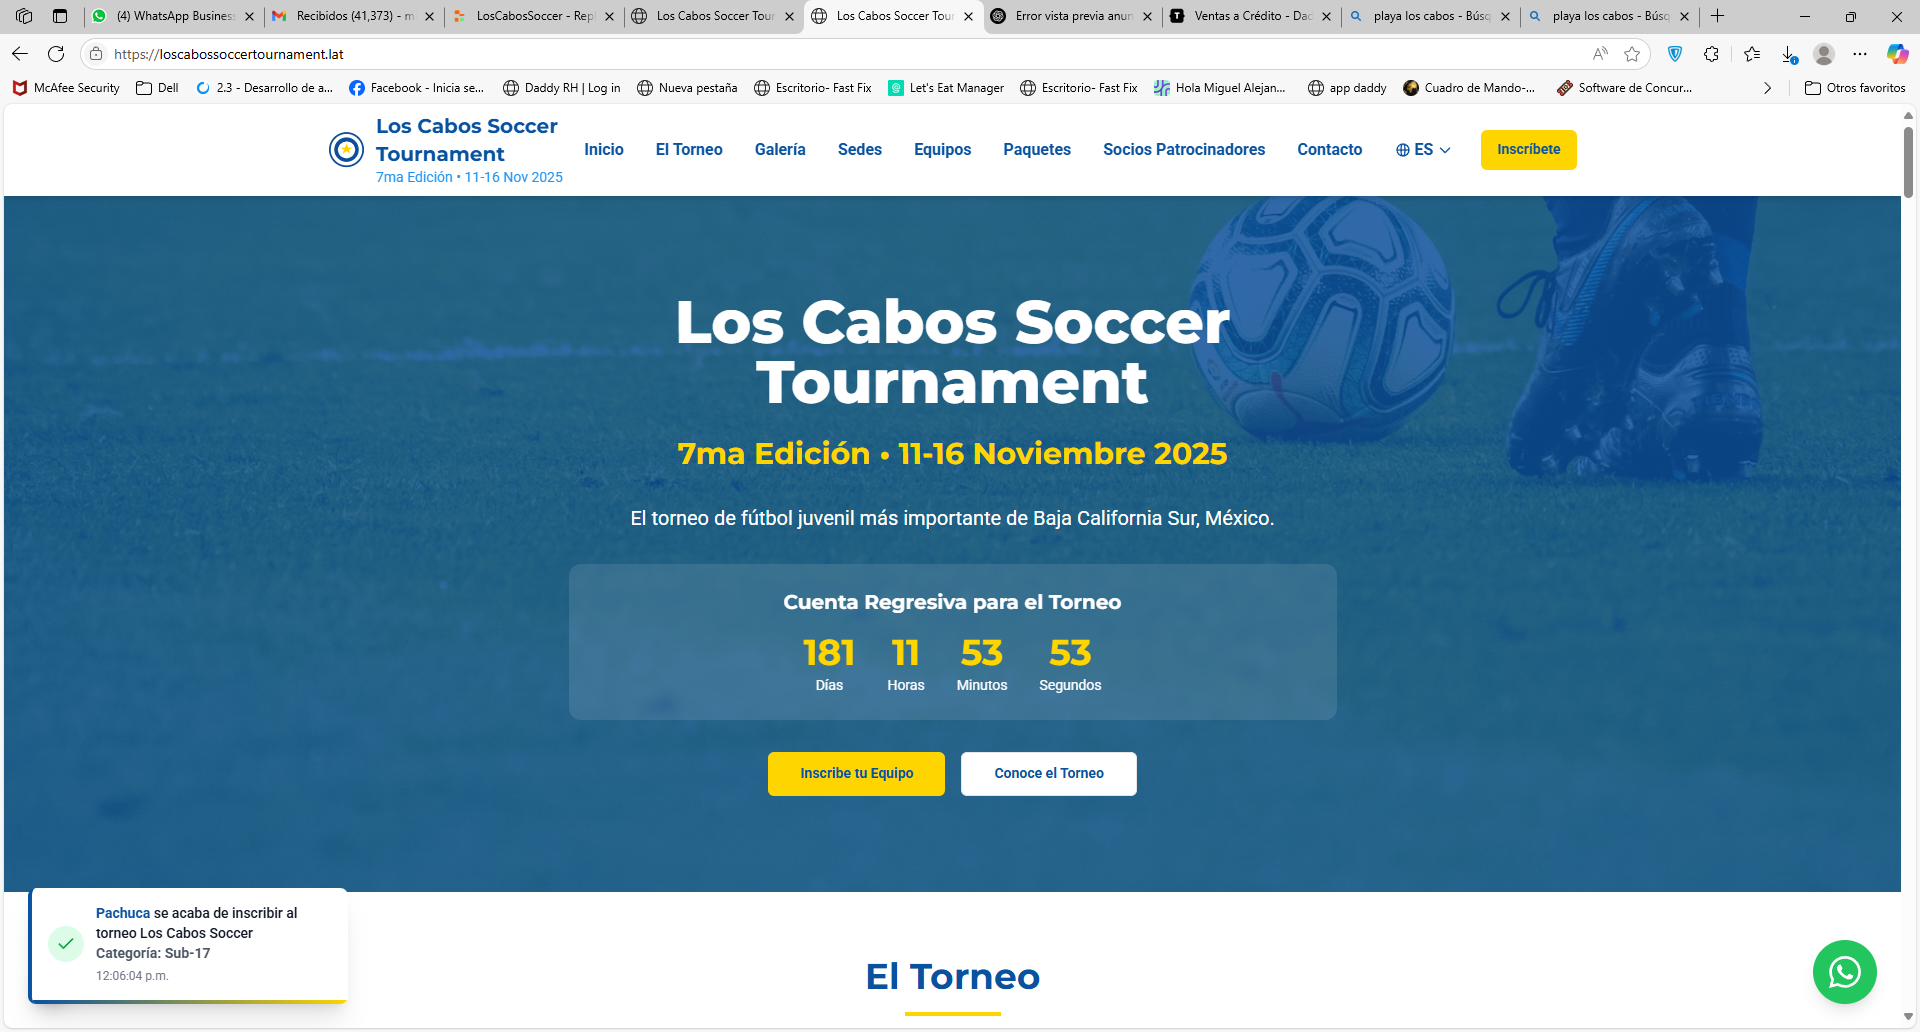 (4) WhatsApp Business
Recibidos (41,373) - m
LosCabosSoccer - Repl
Los Cabos Soccer Tour
Los Cabos Soccer Tour
Error vista previa anun
Ventas a Crédito - Dad
playa los cabos - Búsq
playa los cabos - Búsq
https://loscabossoccertournament.lat
McAfee Security
Dell
2.3 - Desarrollo de a...
Facebook - Inicia se...
Daddy RH | Log in
Nueva pestaña
Escritorio- Fast Fix
Let's Eat Manager
Escritorio- Fast Fix
Hola Miguel Alejan...
app daddy
Cuadro de Mando-...
Software de Concur...
Otros favoritos
Los Cabos Soccer
Tournament
7ma Edición • 11-16 Nov 2025
Inicio
El Torneo
Galería
Sedes
Equipos
Paquetes
Socios Patrocinadores
Contacto
ES
Inscríbete
Los Cabos Soccer
Tournament
7ma Edición • 11-16 Noviembre 2025
El torneo de fútbol juvenil más importante de Baja California Sur, México.
Cuenta Regresiva para el Torneo
181 11 53 53
Días Horas Minutos Segundos
Inscribe tu Equipo
Conoce el Torneo
Pachuca se acaba de inscribir al
torneo Los Cabos Soccer
Categoría: Sub-17
12:06:04 p.m.
El Torneo